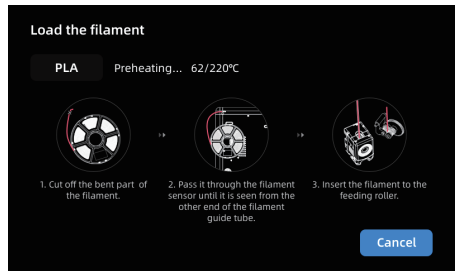 Load the filament
PLA
Preheating... 62/220℃
1. Cut off the bent part of
the filament.
2. Pass it through the filament
sensor until it is seen from the
other end of the filament
guide tube.
3. Insert the filament to the
feeding roller.
Cancel